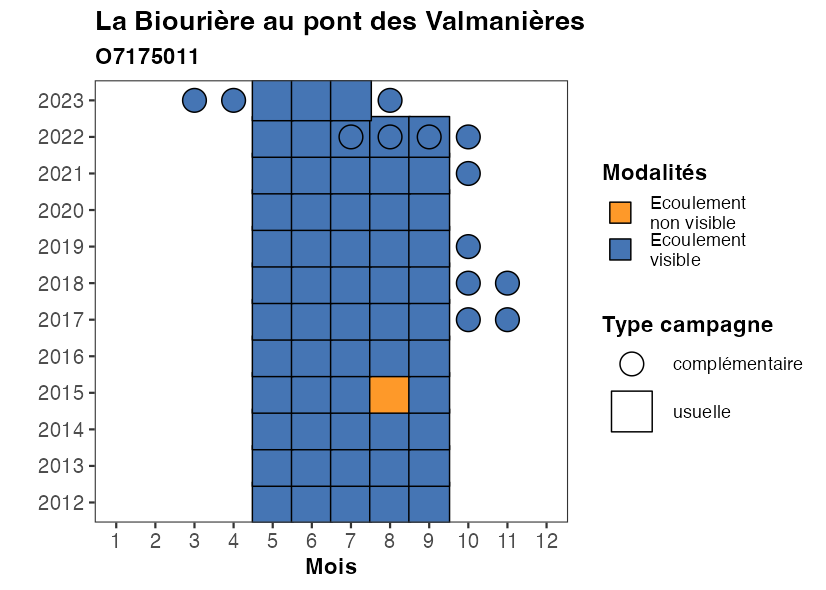 La Biourière au pont des Valmanières
O7175011
2023
2022
2021
2020
2019
2018
2017
2016
2015
2014
2013
2012
1 2 3 4 5 6 7 8 9 10 11 12
Mois
Modalités
Ecoulement
non visible
Ecoulement
visible
Type campagne
complémentaire
usuelle